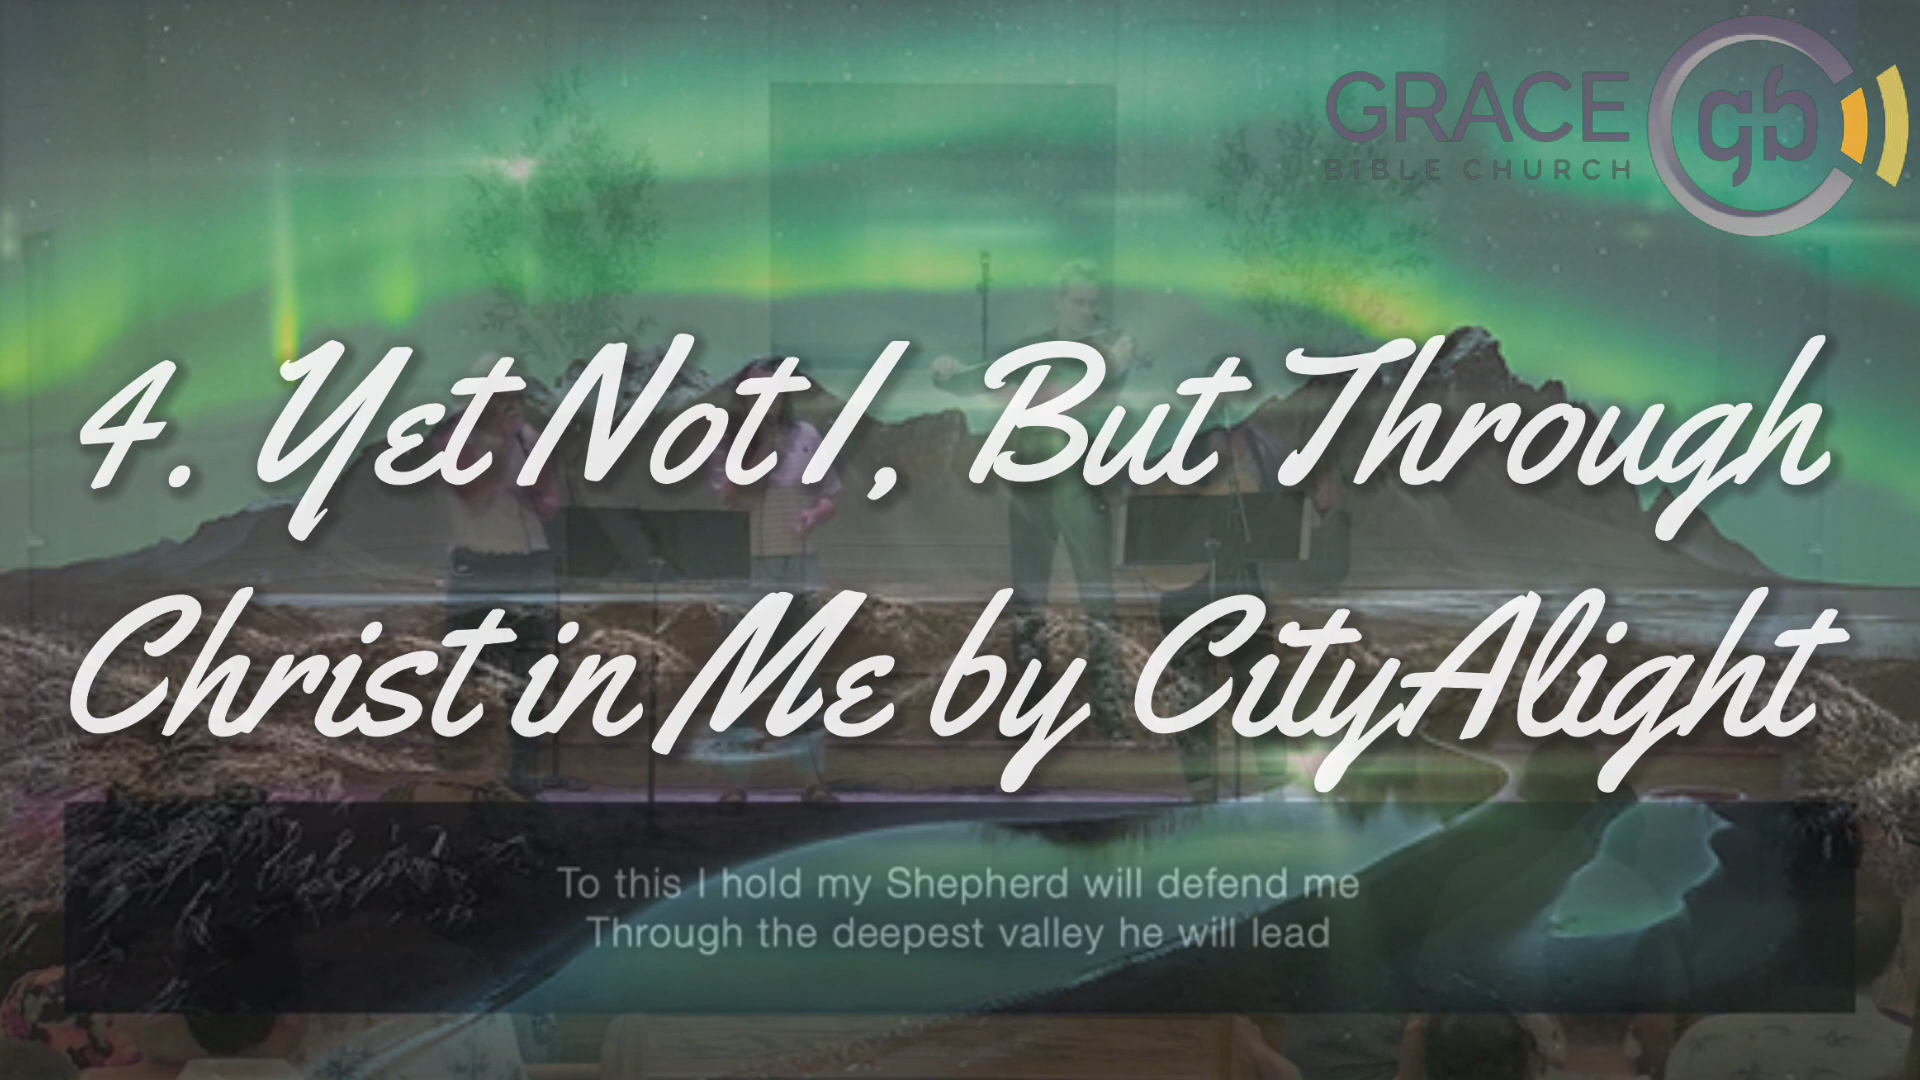 GRACE
BIBLE CHURCH
gb
4. Yet Not I, But Through
Christ in Me by CityAlight
To this I hold my Shepherd will defend me
Through the deepest valley he will lead